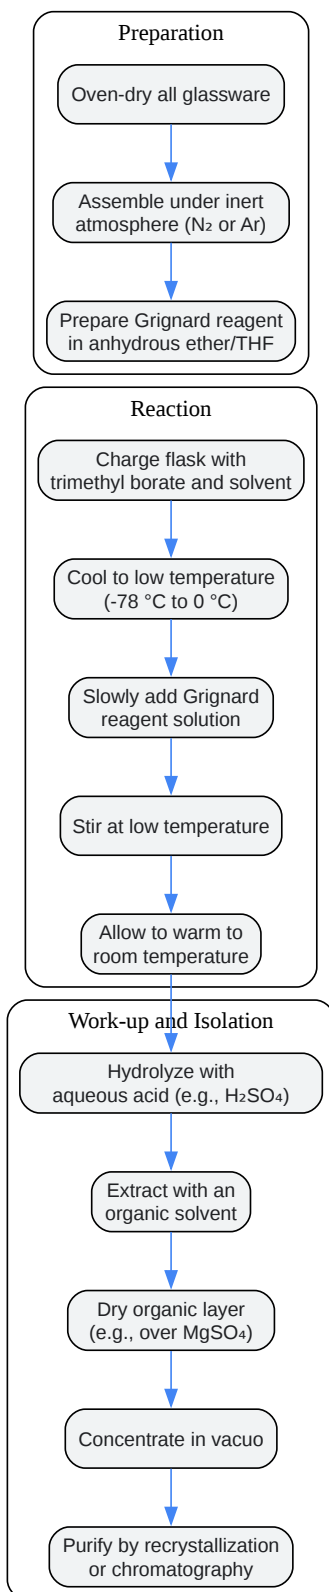 Preparation
Oven-dry all glassware
Assemble under inert
atmosphere (N₂ or Ar)
Prepare Grignard reagent
in anhydrous ether/THF
Reaction
Charge flask with
trimethyl borate and solvent
Cool to low temperature
(-78 °C to 0 °C)
Slowly add Grignard
reagent solution
Stir at low temperature
Allow to warm to
room temperature
Work-up and Isolation
Hydrolyze with
aqueous acid (e.g., H₂SO₄)
Extract with an
organic solvent
Dry organic layer
(e.g., over MgSO₄)
Concentrate in vacuo
Purify by recrystallization
or chromatography